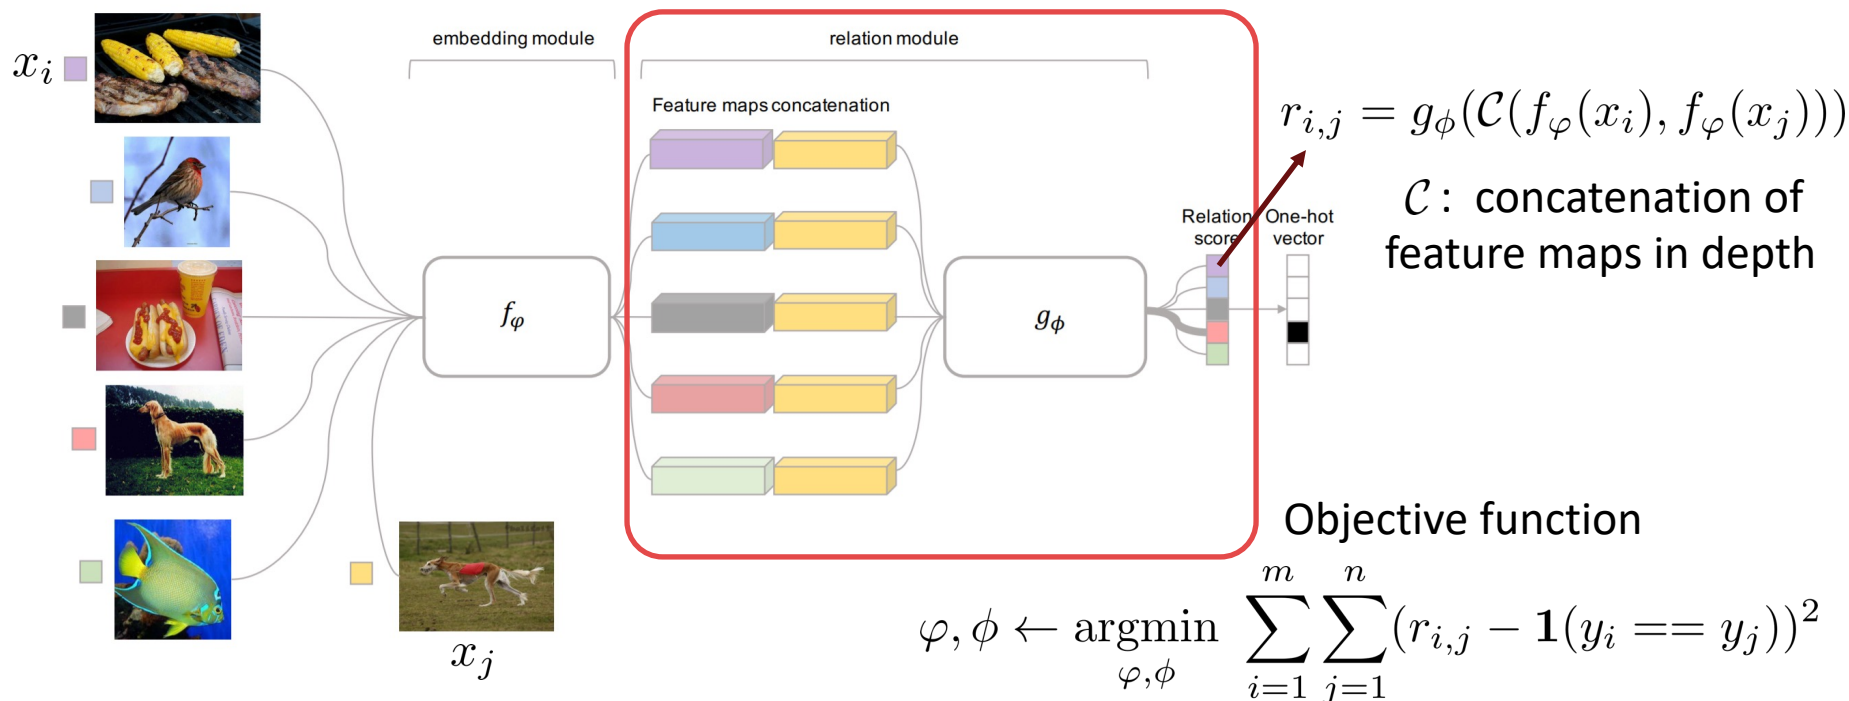 embedding module
relation module
x_i
Feature maps concatenation
r_{i,j} = g_ϕ(𝒞(f_φ(x_i), f_φ(x_j)))
𝒞 : concatenation of
feature maps in depth
Relation
score
One-hot
vector
f_φ
g_ϕ
x_j
Objective function
φ, ϕ ← argmin_{φ,ϕ} ∑_{i=1}^{m} ∑_{j=1}^{n} (r_{i,j} − 𝟏(y_i == y_j))^2